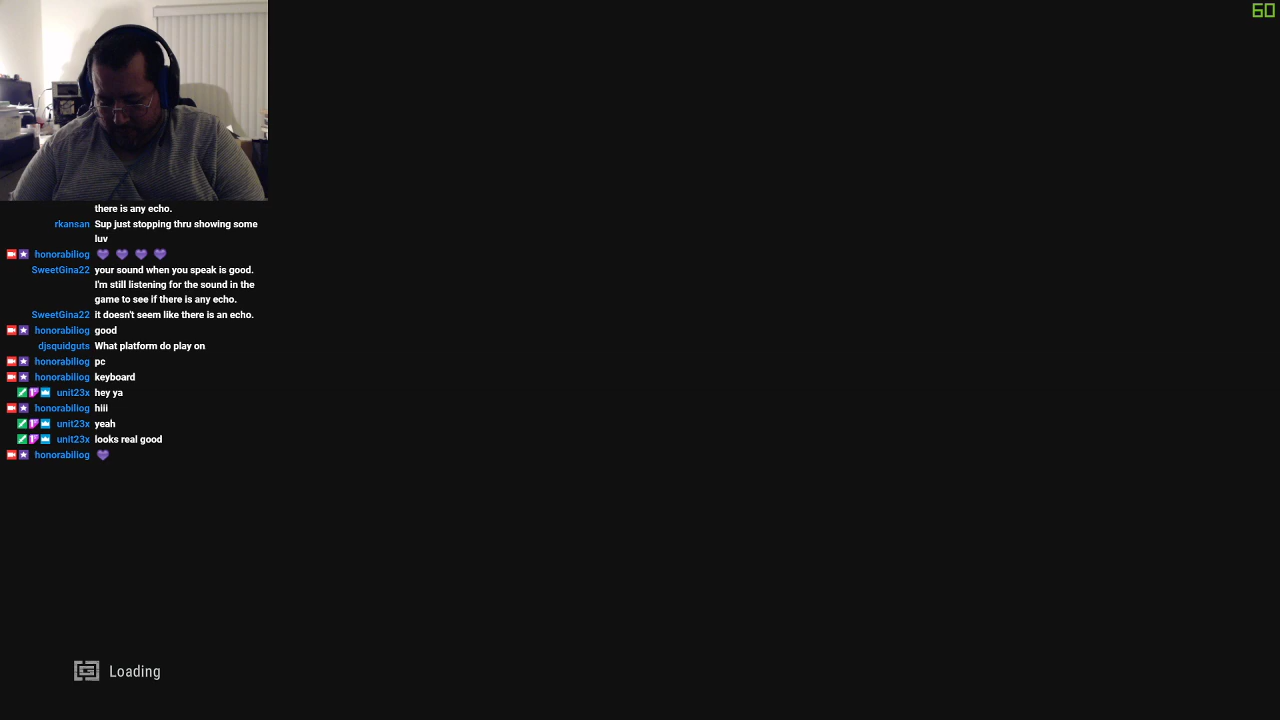 60
there is any echo.
rkansan Sup just stopping thru showing some
luv
honorabiliog
SweetGina22 your sound when you speak is good.
I'm still listening for the sound in the
game to see if there is any echo.
SweetGina22 it doesn't seem like there is an echo.
honorabiliog good
djsquidguts What platform do play on
honorabiliog pc
honorabiliog keyboard
unit23x hey ya
honorabiliog hiii
unit23x yeah
unit23x looks real good
honorabiliog
Loading